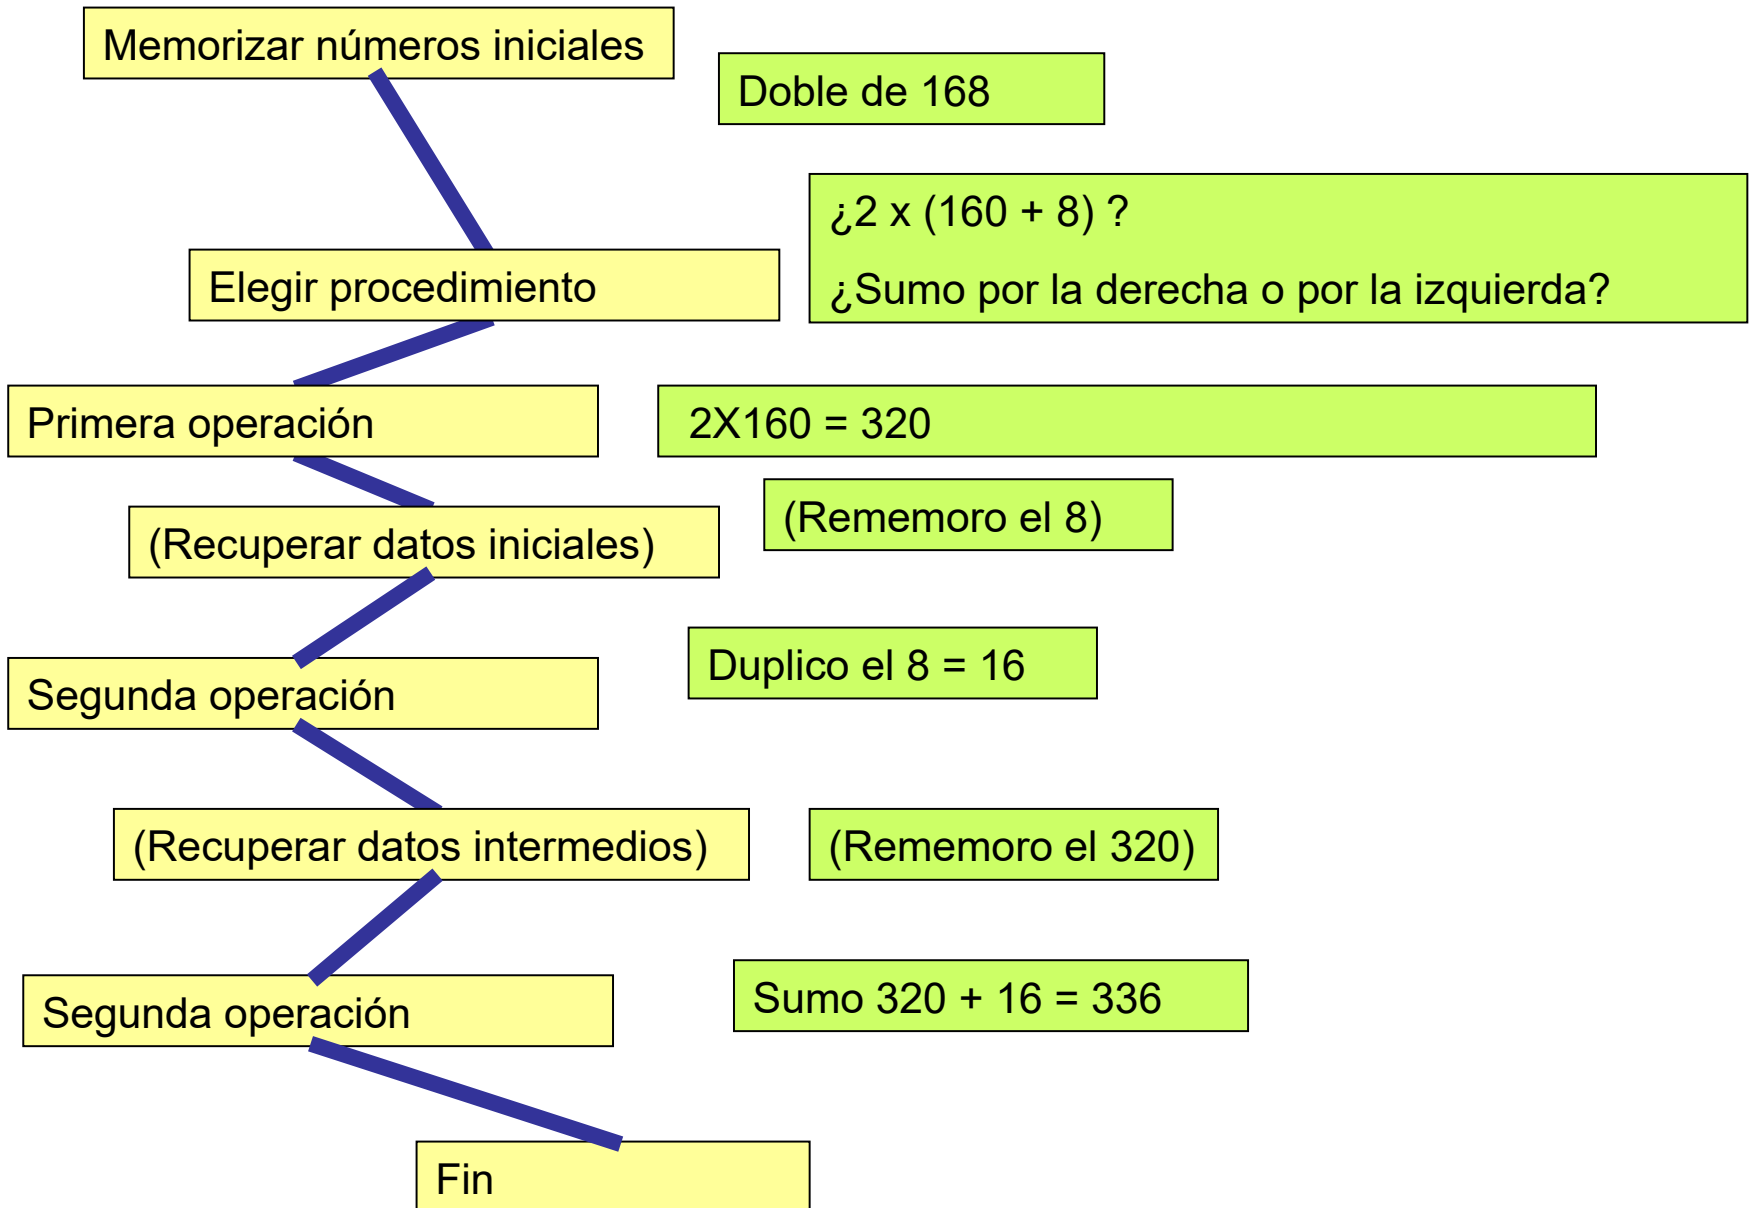 Memorizar números iniciales
Doble de 168
¿2 x (160 + 8) ?
¿Sumo por la derecha o por la izquierda?
Elegir procedimiento
Primera operación
2X160 = 320
(Rememoro el 8)
(Recuperar datos iniciales)
Duplico el 8 = 16
Segunda operación
(Recuperar datos intermedios)
(Rememoro el 320)
Segunda operación
Sumo 320 + 16 = 336
Fin